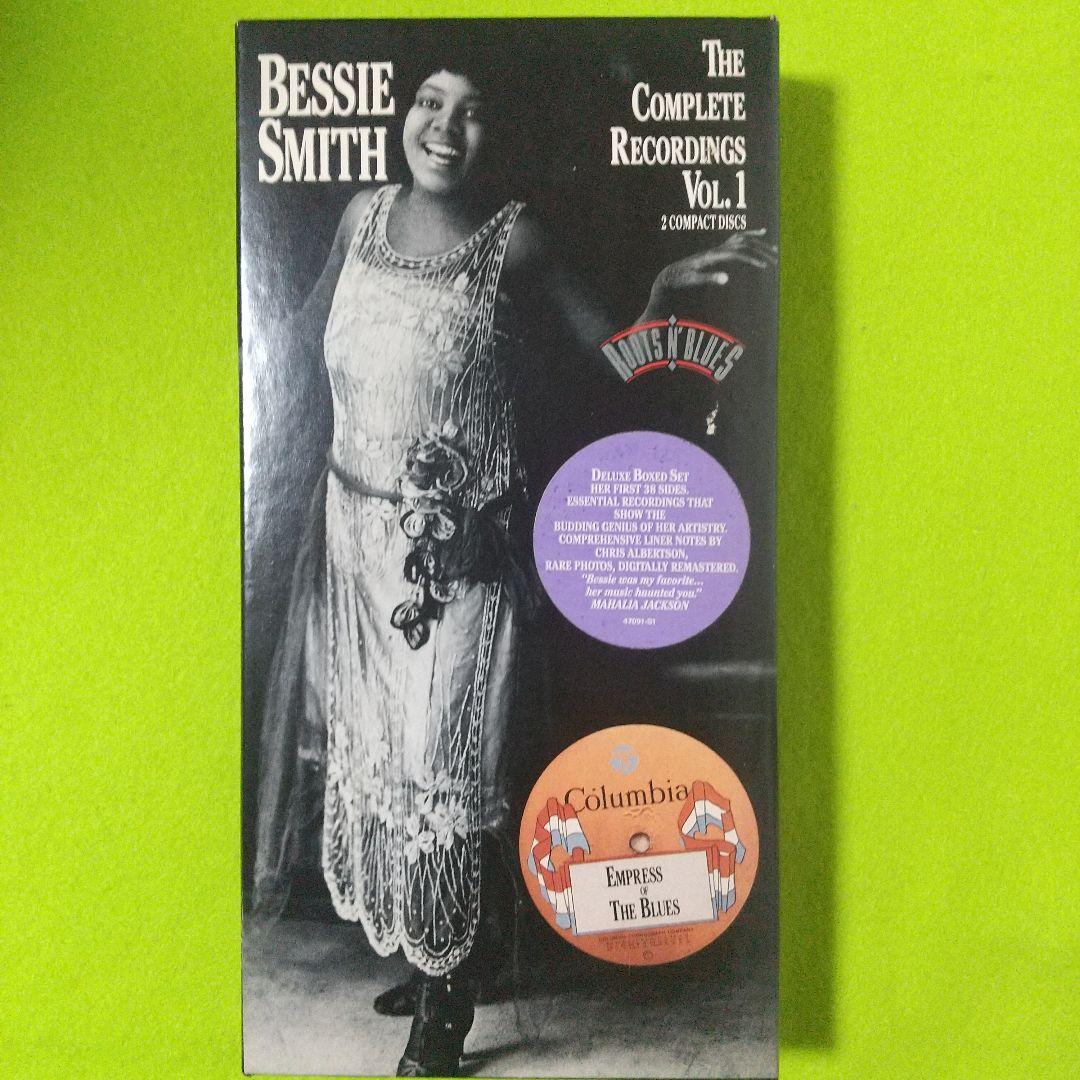 BESSIE
SMITH
THE
COMPLETE
RECORDINGS
VOL. 1
2 COMPACT DISCS
ROOTS N' BLUES
DELUXE BOXED SET
HER FIRST 38 SIDES.
ESSENTIAL RECORDINGS THAT
SHOW THE
BUDDING GENIUS OF HER ARTISTRY.
COMPREHENSIVE LINER NOTES BY
CHRIS ALBERTSON,
RARE PHOTOS, DIGITALLY REMASTERED.
"Bessie was my favorite...
her music haunted you."
MAHALIA JACKSON
47091-S1
Columbia
EMPRESS
OF
THE BLUES